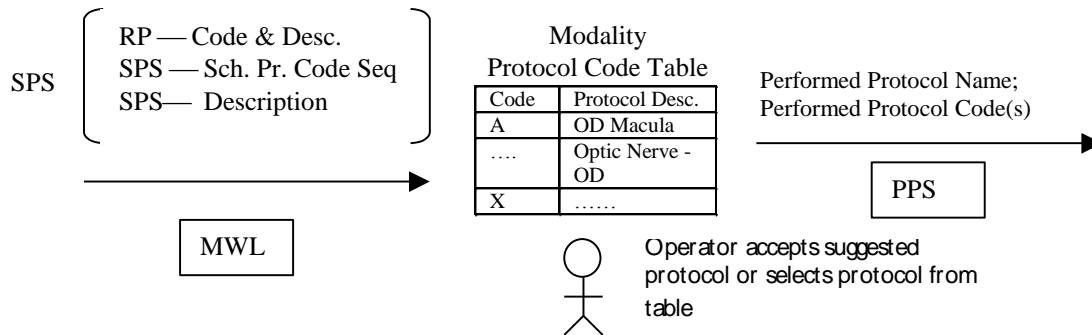 SPS
RP — Code & Desc.
SPS — Sch. Pr. Code Seq
SPS— Description
MWL
Modality
Protocol Code Table
Code Protocol Desc.
A OD Macula
…. Optic Nerve -
OD
X ……
Operator accepts suggested
protocol or selects protocol from
table
Performed Protocol Name;
Performed Protocol Code(s)
PPS